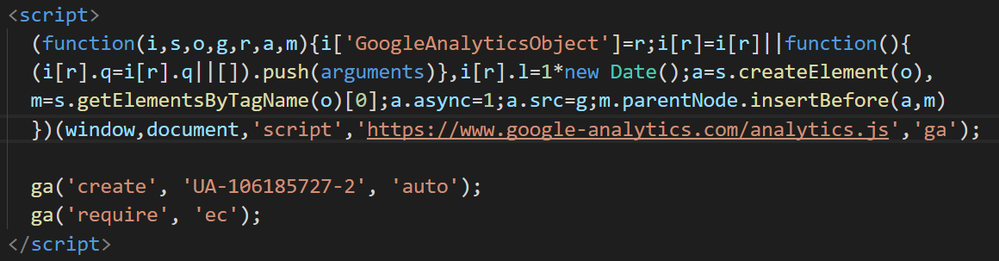 <script>
(function(i,s,o,g,r,a,m){i['GoogleAnalyticsObject']=r;i[r]=i[r]||function(){
(i[r].q=i[r].q||[]).push(arguments)},i[r].l=1*new Date();a=s.createElement(o),
m=s.getElementsByTagName(o)[0];a.async=1;a.src=g;m.parentNode.insertBefore(a,m)
})(window,document,'script','https://www.google-analytics.com/analytics.js','ga');
ga('create', 'UA-106185727-2', 'auto');
ga('require', 'ec');
</script>